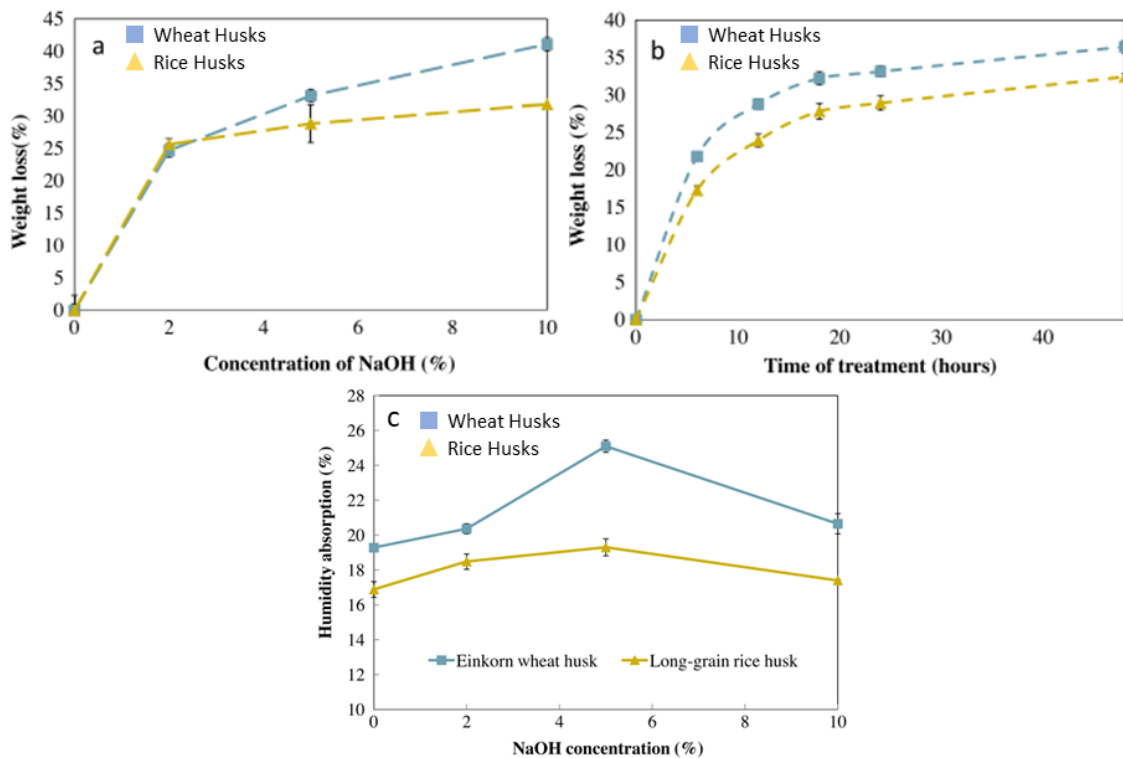 a
Wheat Husks
Rice Husks
Weight loss(%)
45
40
35
30
25
20
15
10
5
0
0 2 4 6 8 10
Concentration of NaOH (%)
b
Wheat Husks
Rice Husks
Weight loss (%)
40
35
30
25
20
15
10
5
0
0 10 20 30 40
Time of treatment (hours)
c
Wheat Husks
Rice Husks
Humidity absorption (%)
28
26
24
22
20
18
16
14
12
10
Einkorn wheat husk Long-grain rice husk
0 2 4 6 8 10
NaOH concentration (%)